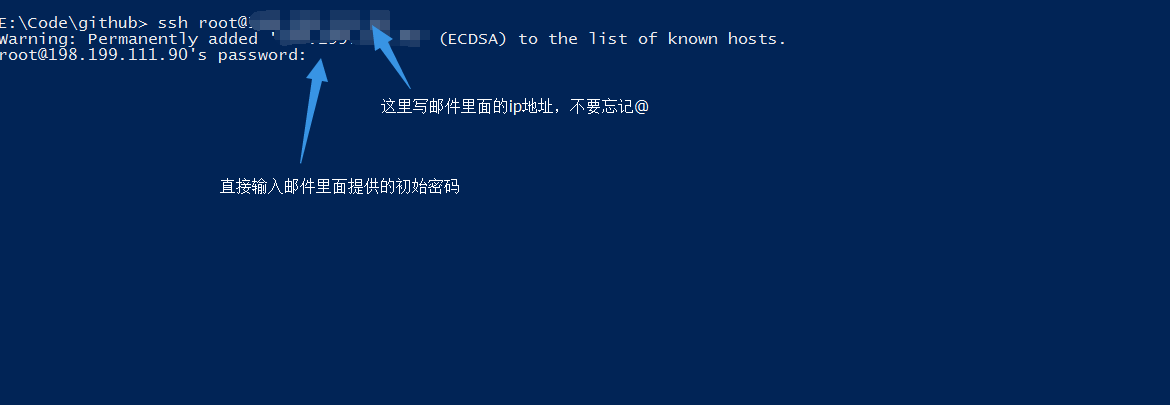 E:\Code\github> ssh root@
Warning: Permanently added ' (ECDSA) to the list of known hosts.
root@198.199.111.90's password:
这里写邮件里面的ip地址，不要忘记@
直接输入邮件里面提供的初始密码